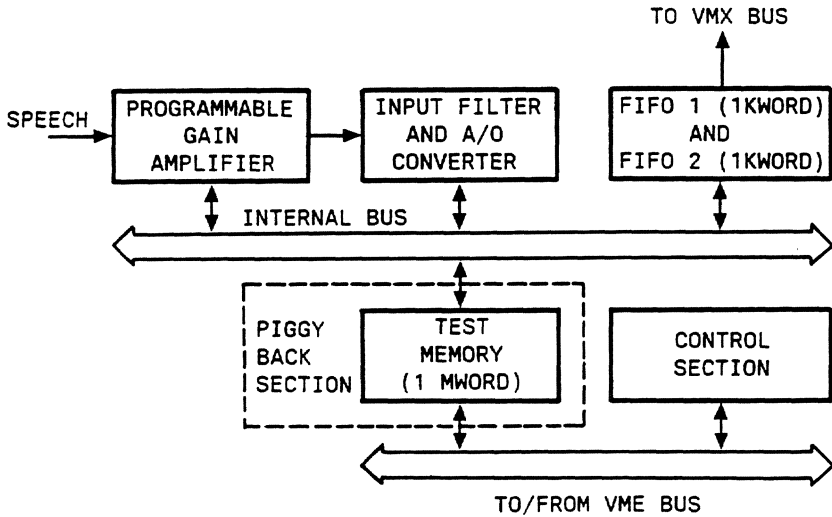 TO VMX BUS
SPEECH
PROGRAMMABLE
GAIN
AMPLIFIER
INPUT FILTER
AND A/O
CONVERTER
FIFO 1 (1KWORD)
AND
FIFO 2 (1KWORD)
INTERNAL BUS
PIGGY
BACK
SECTION
TEST
MEMORY
(1 MWORD)
CONTROL
SECTION
TO/FROM VME BUS